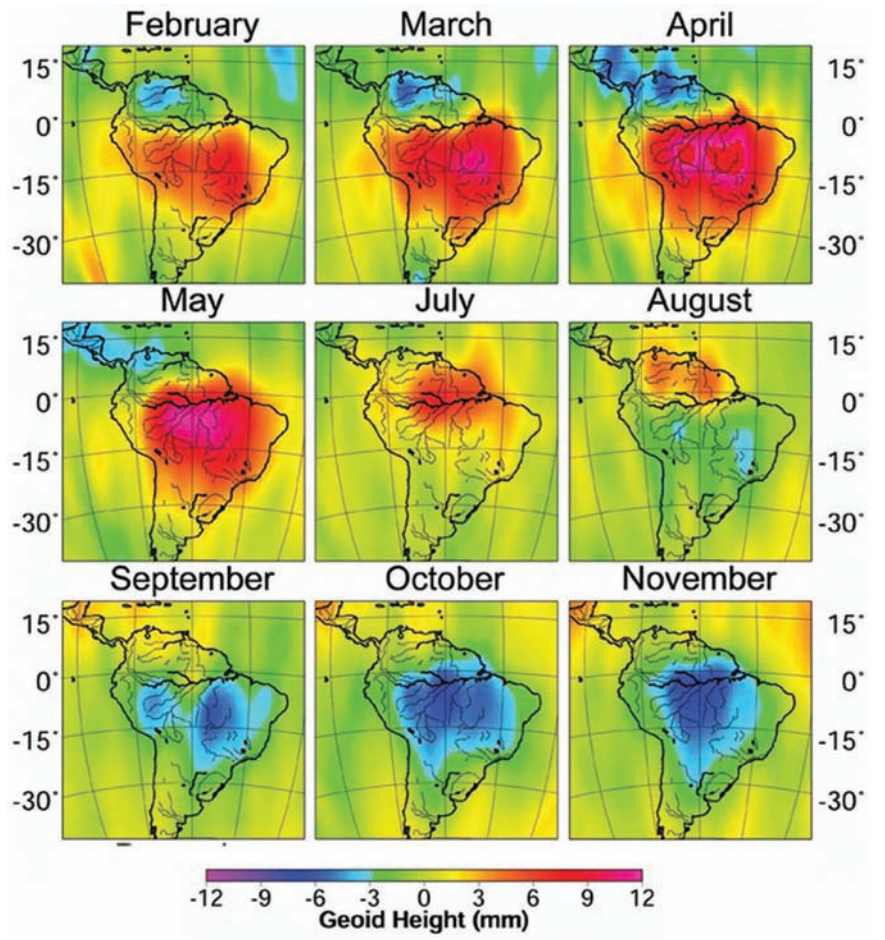 February March April
15° 15°
0° 0°
-15° -15°
-30° -30°
May July August
15° 15°
0° 0°
-15° -15°
-30° -30°
September October November
15° 15°
0° 0°
-15° -15°
-30° -30°
-12 -9 -6 -3 0 3 6 9 12
Geoid Height (mm)